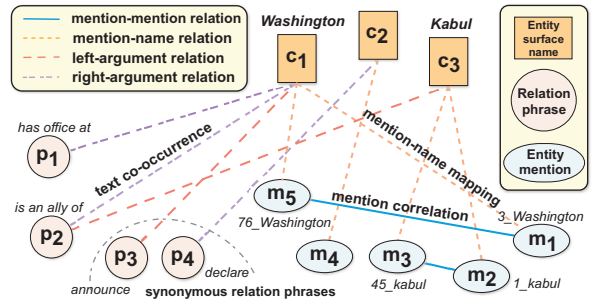 mention-mention relation
mention-name relation
left-argument relation
right-argument relation
Washington
Kabul
c1
c2
c3
Entity
surface
name
Relation
phrase
Entity
mention
has office at
p1
text co-occurrence
mention-name mapping
is an ally of
p2
m5
mention correlation
76_Washington
3_Washington
m1
p3
p4
m4
m3
m2
announce
declare
45_kabul
1_kabul
synonymous relation phrases